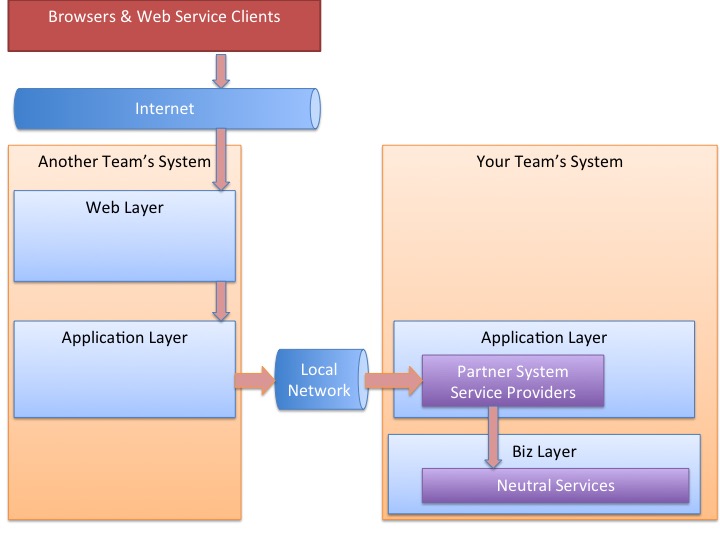 Browsers & Web Service Clients
Internet
Another Team's System
Web Layer
Application Layer
Local
Network
Your Team's System
Application Layer
Partner System
Service Providers
Biz Layer
Neutral Services